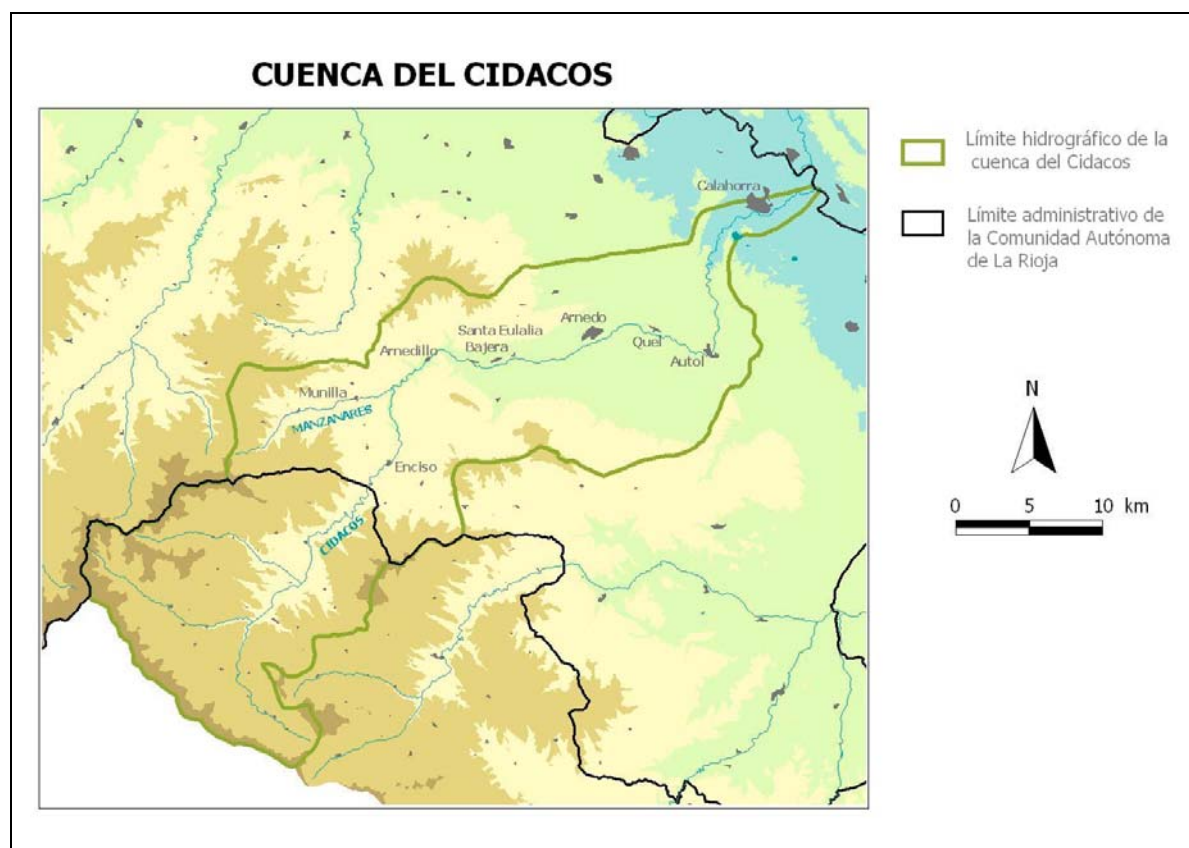 CUENCA DEL CIDACOS
Límite hidrográfico de la
cuenca del Cidacos
Límite administrativo de
la Comunidad Autónoma
de La Rioja
Calahorra
Santa Eulalia
Bajera
Arnedo
Quel
Autol
Arnedillo
Munilla
MANZANARES
Enciso
CIDACOS
N
0 5 10 km